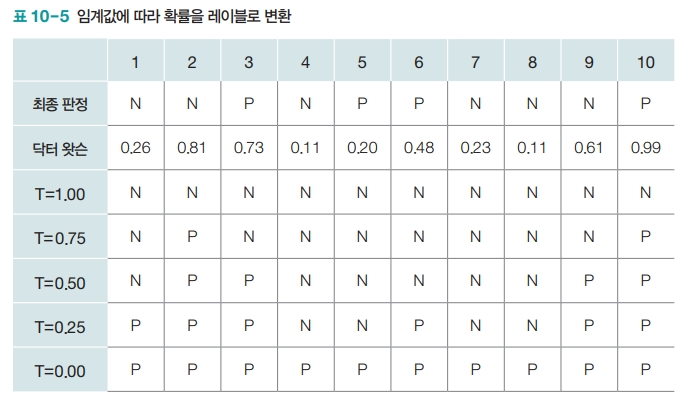 표 10-5 임계값에 따라 확률을 레이블로 변환
1 2 3 4 5 6 7 8 9 10
최종 판정 N N P N P P N N N P
닥터 왓슨 0.26 0.81 0.73 0.11 0.20 0.48 0.23 0.11 0.61 0.99
T=1.00 N N N N N N N N N N
T=0.75 N P N N N N N N N P
T=0.50 N P P N N N N N P P
T=0.25 P P P N N P N N P P
T=0.00 P P P P P P P P P P